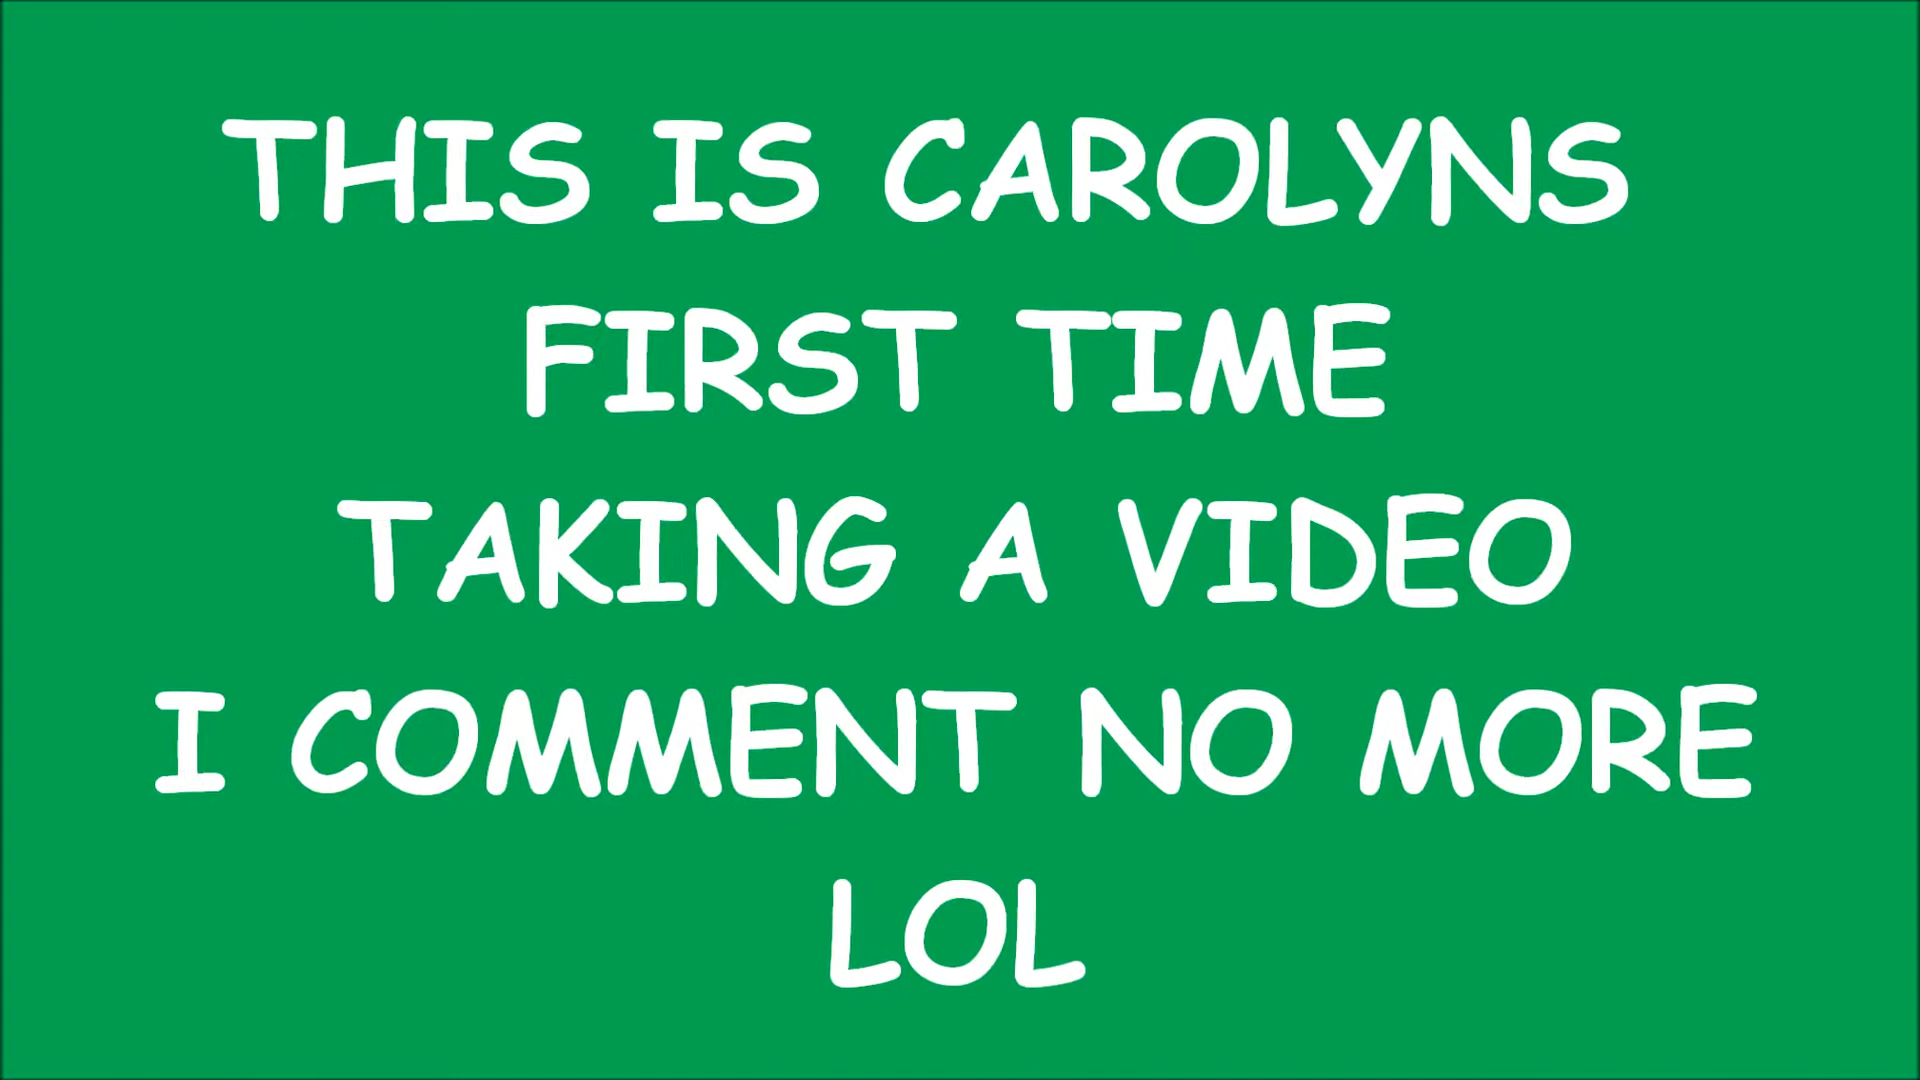 THIS IS CAROLYNS
FIRST TIME
TAKING A VIDEO
I COMMENT NO MORE
LOL